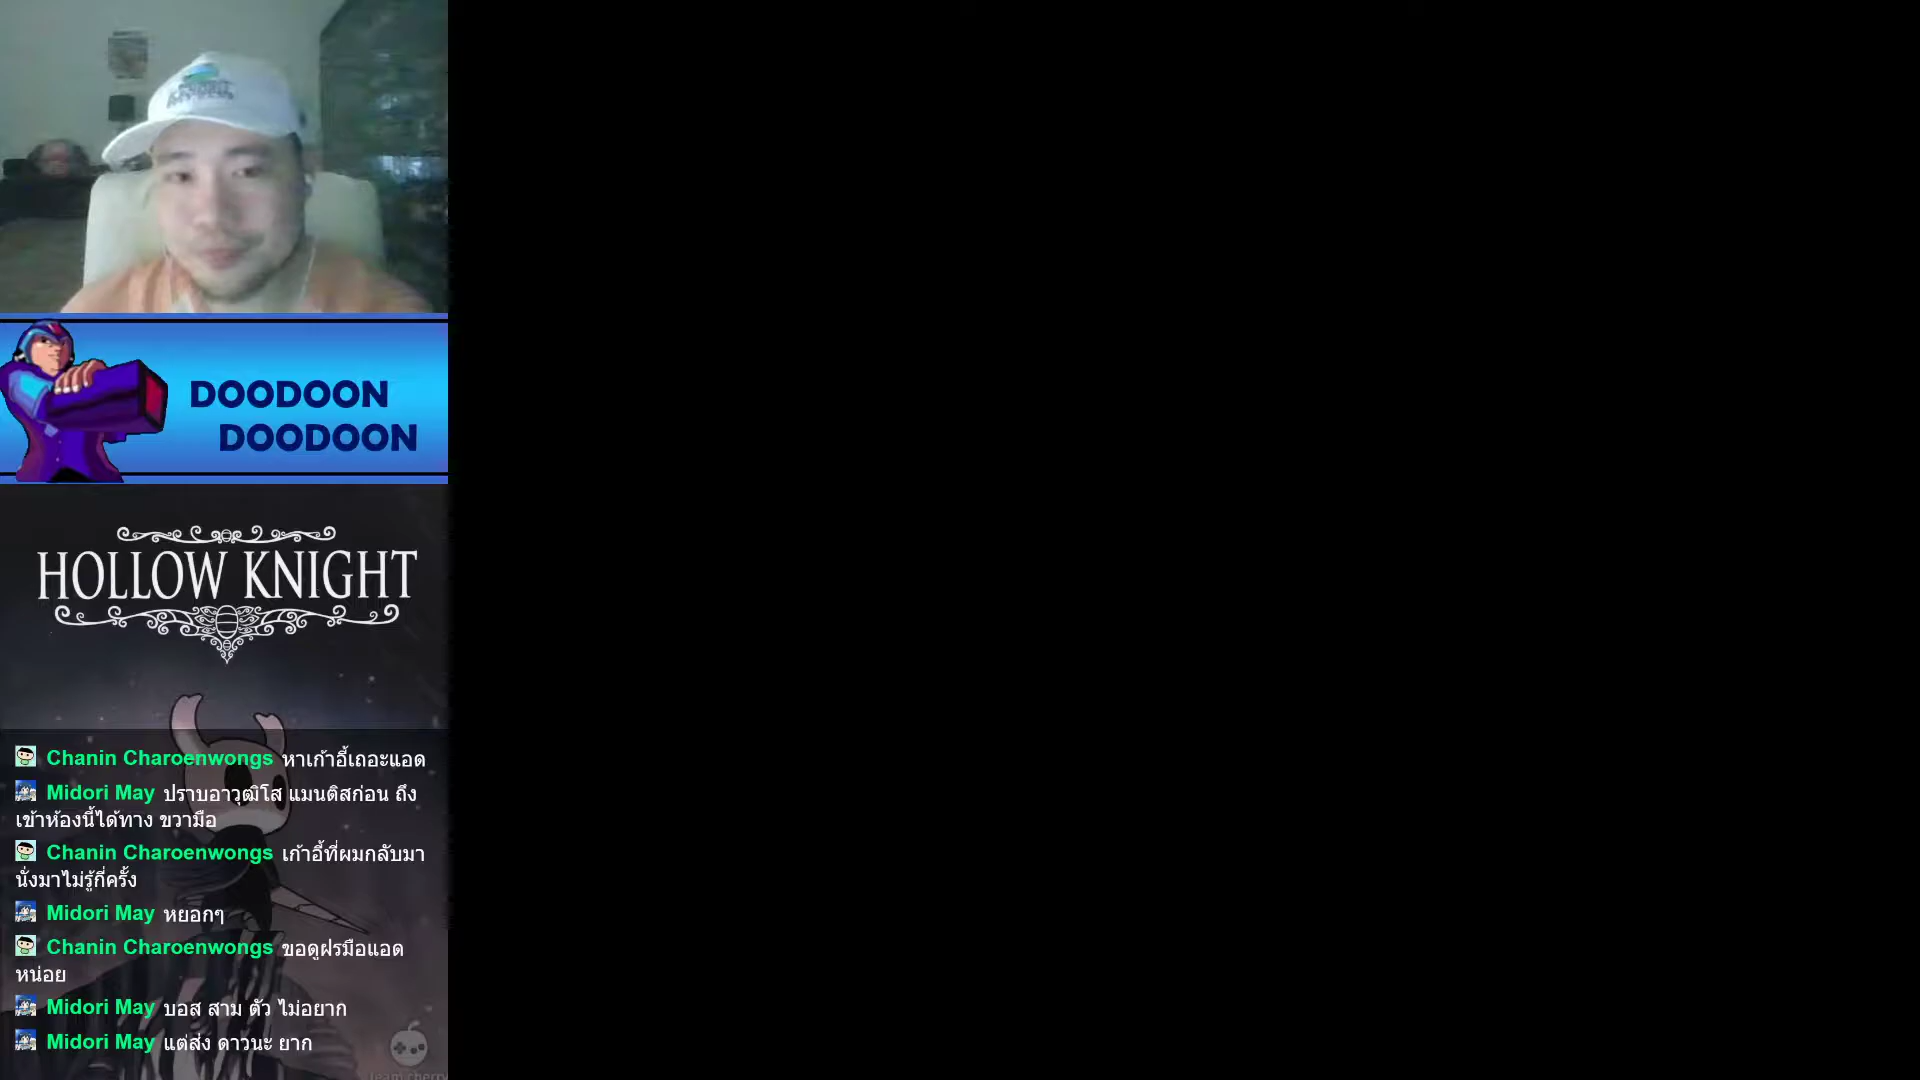 DOODOON
DOODOON
HOLLOW KNIGHT
Chanin Charoenwongs หาเก้าอี้เถอะแอด
Midori May ปราบอาวุฒิโส แมนติสก่อน ถึง
เข้าห้องนี้ได้ทาง ขวามือ
Chanin Charoenwongs เก้าอี้ที่ผมกลับมา
นั่งมาไม่รู้กี่ครั้ง
Midori May หยอกๆ
Chanin Charoenwongs ขอดูฝรมือแอด
หน่อย
Midori May บอส สาม ตัว ไม่อยาก
Midori May แต่ส่ง ดาวนะ ยาก
team cherry